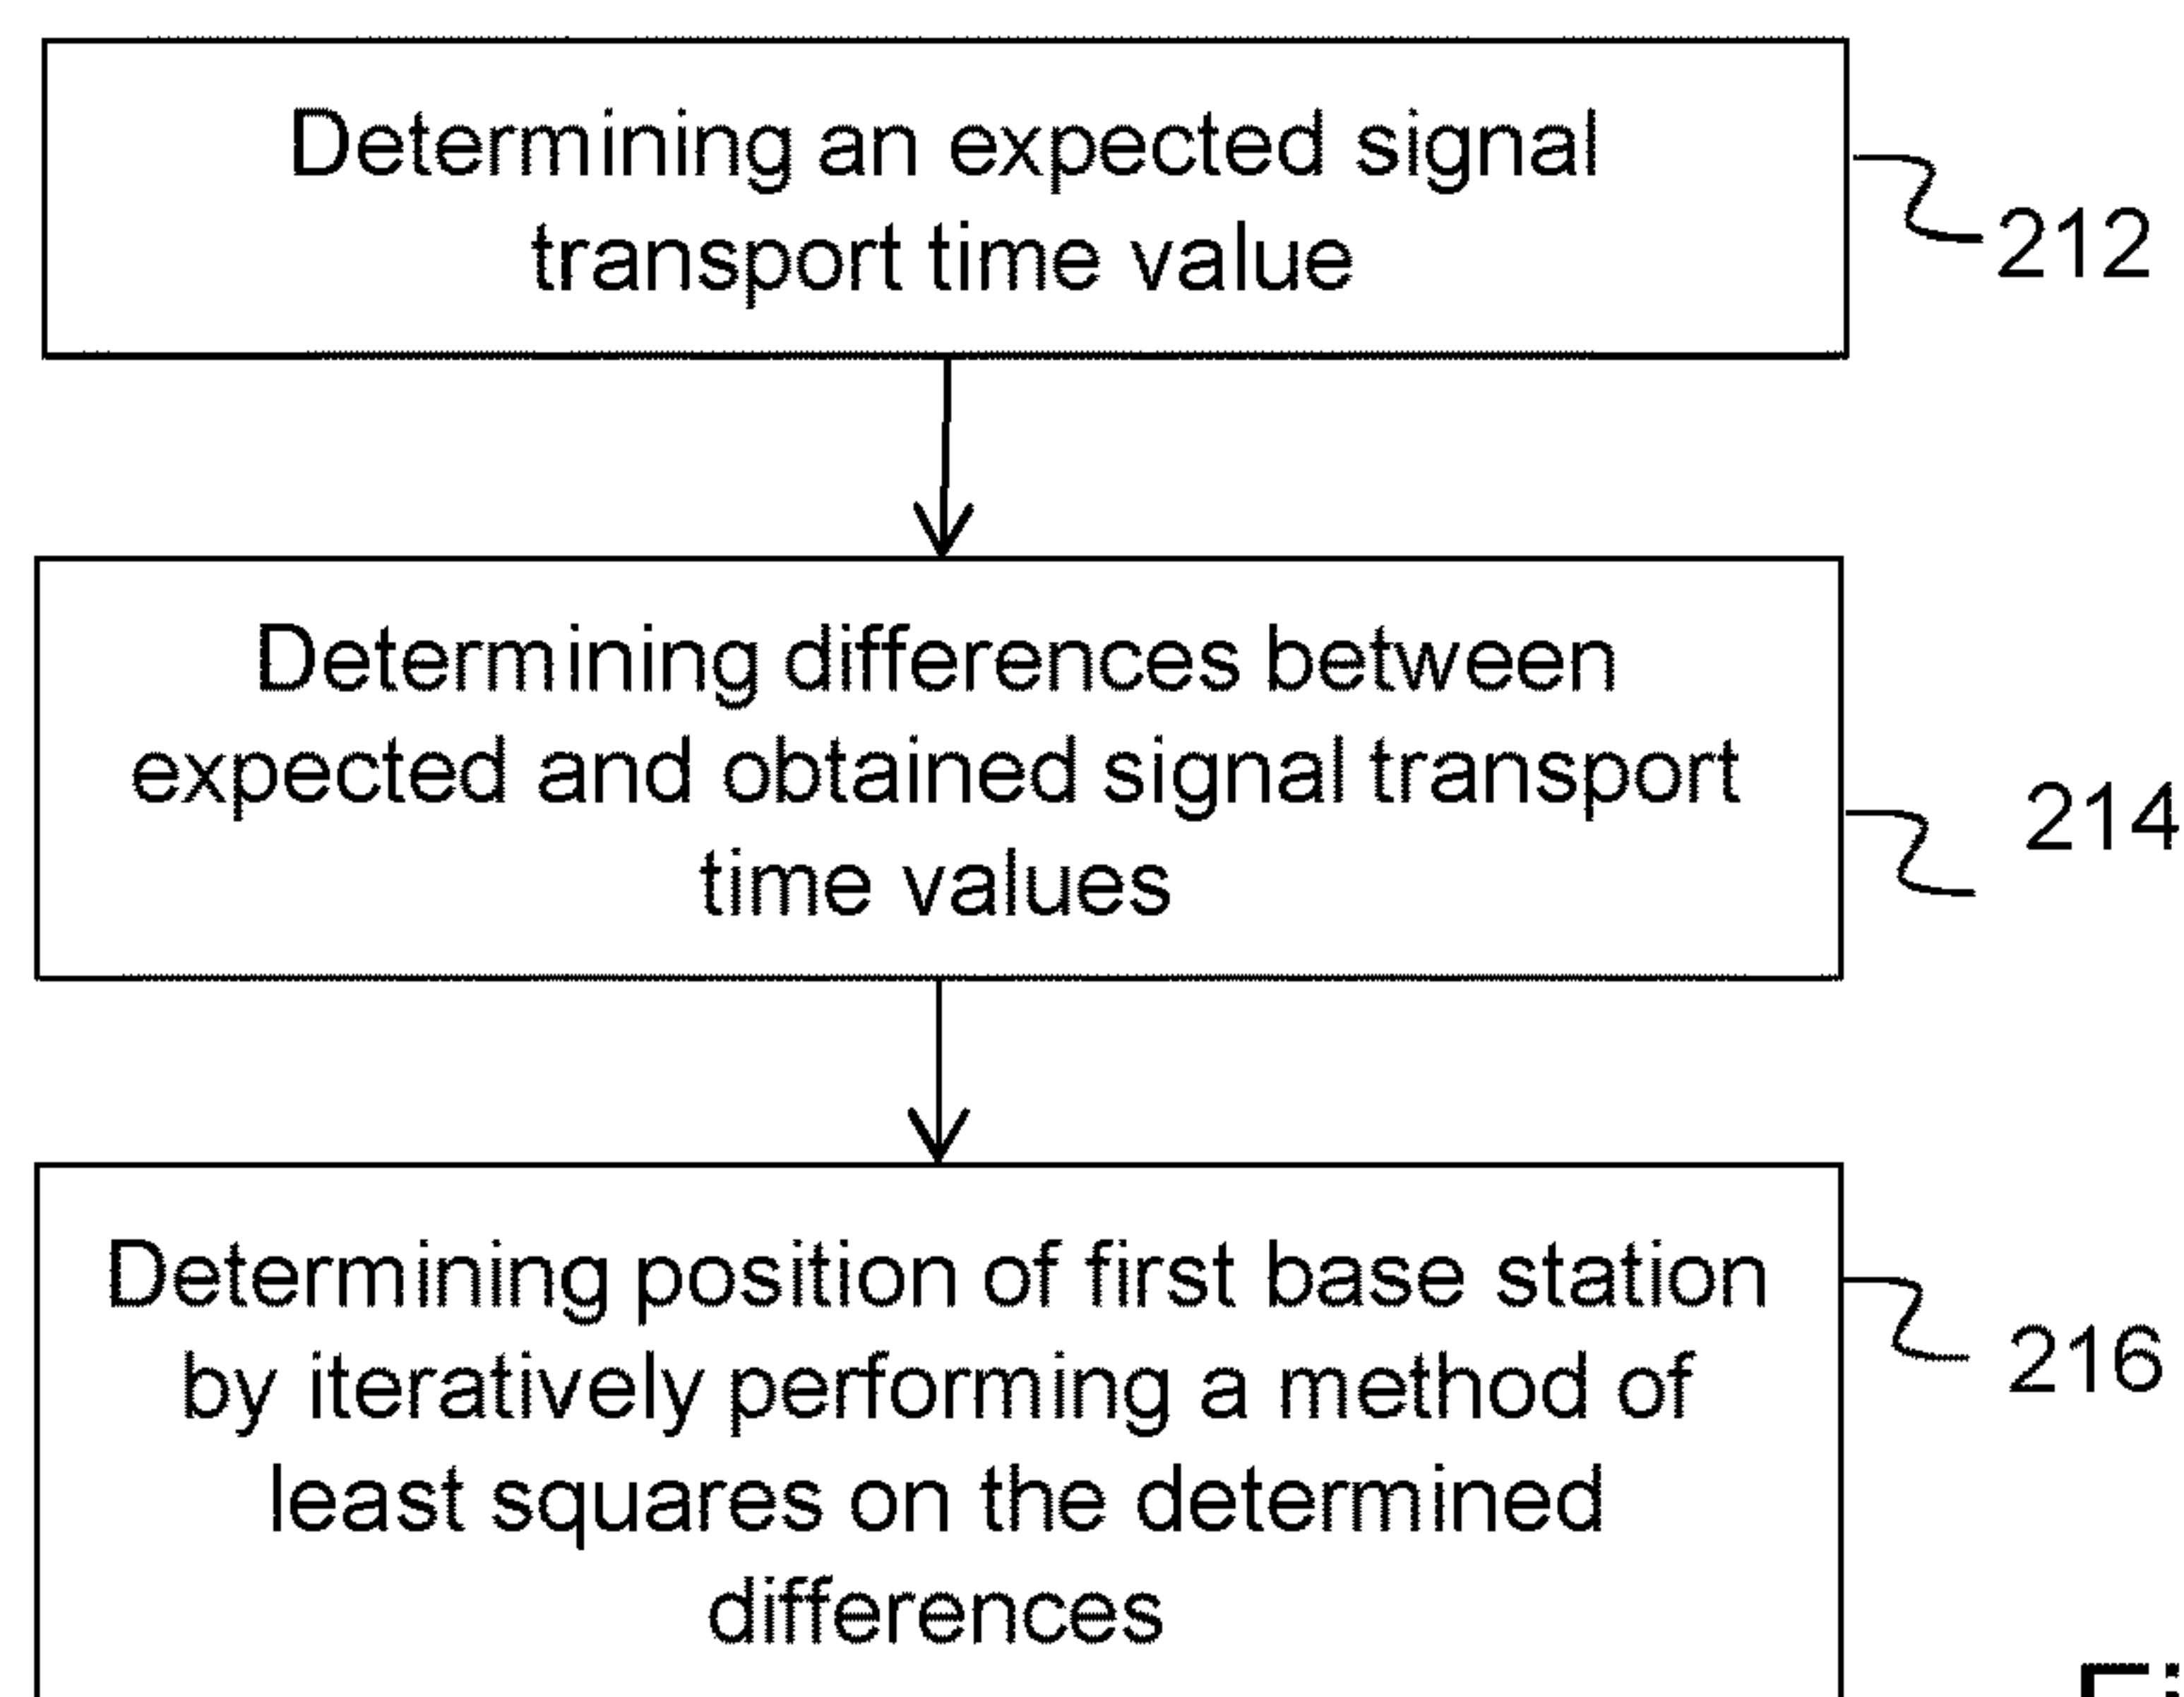 Determining an expected signal
transport time value
212
Determining differences between
expected and obtained signal transport
time values
214
Determining position of first base station
by iteratively performing a method of
least squares on the determined
differences
216